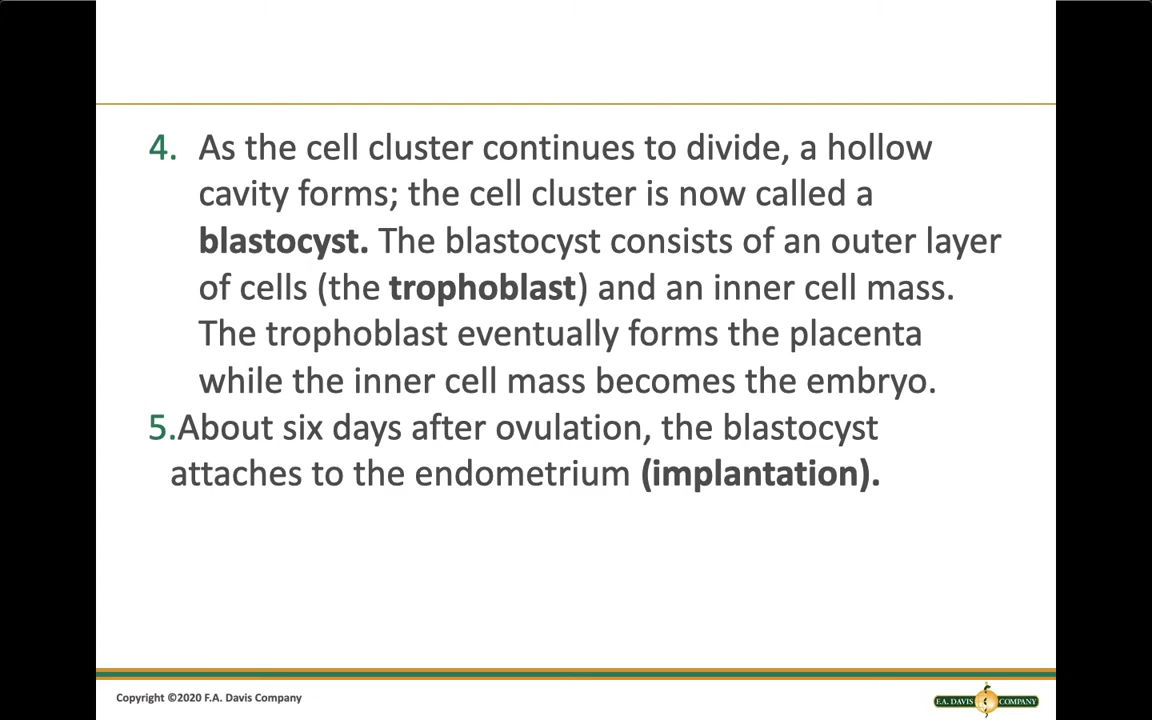 4. As the cell cluster continues to divide, a hollow
cavity forms; the cell cluster is now called a
blastocyst. The blastocyst consists of an outer layer
of cells (the trophoblast) and an inner cell mass.
The trophoblast eventually forms the placenta
while the inner cell mass becomes the embryo.
5.About six days after ovulation, the blastocyst
attaches to the endometrium (implantation).
Copyright ©2020 F.A. Davis Company
F.A. DAVIS COMPANY